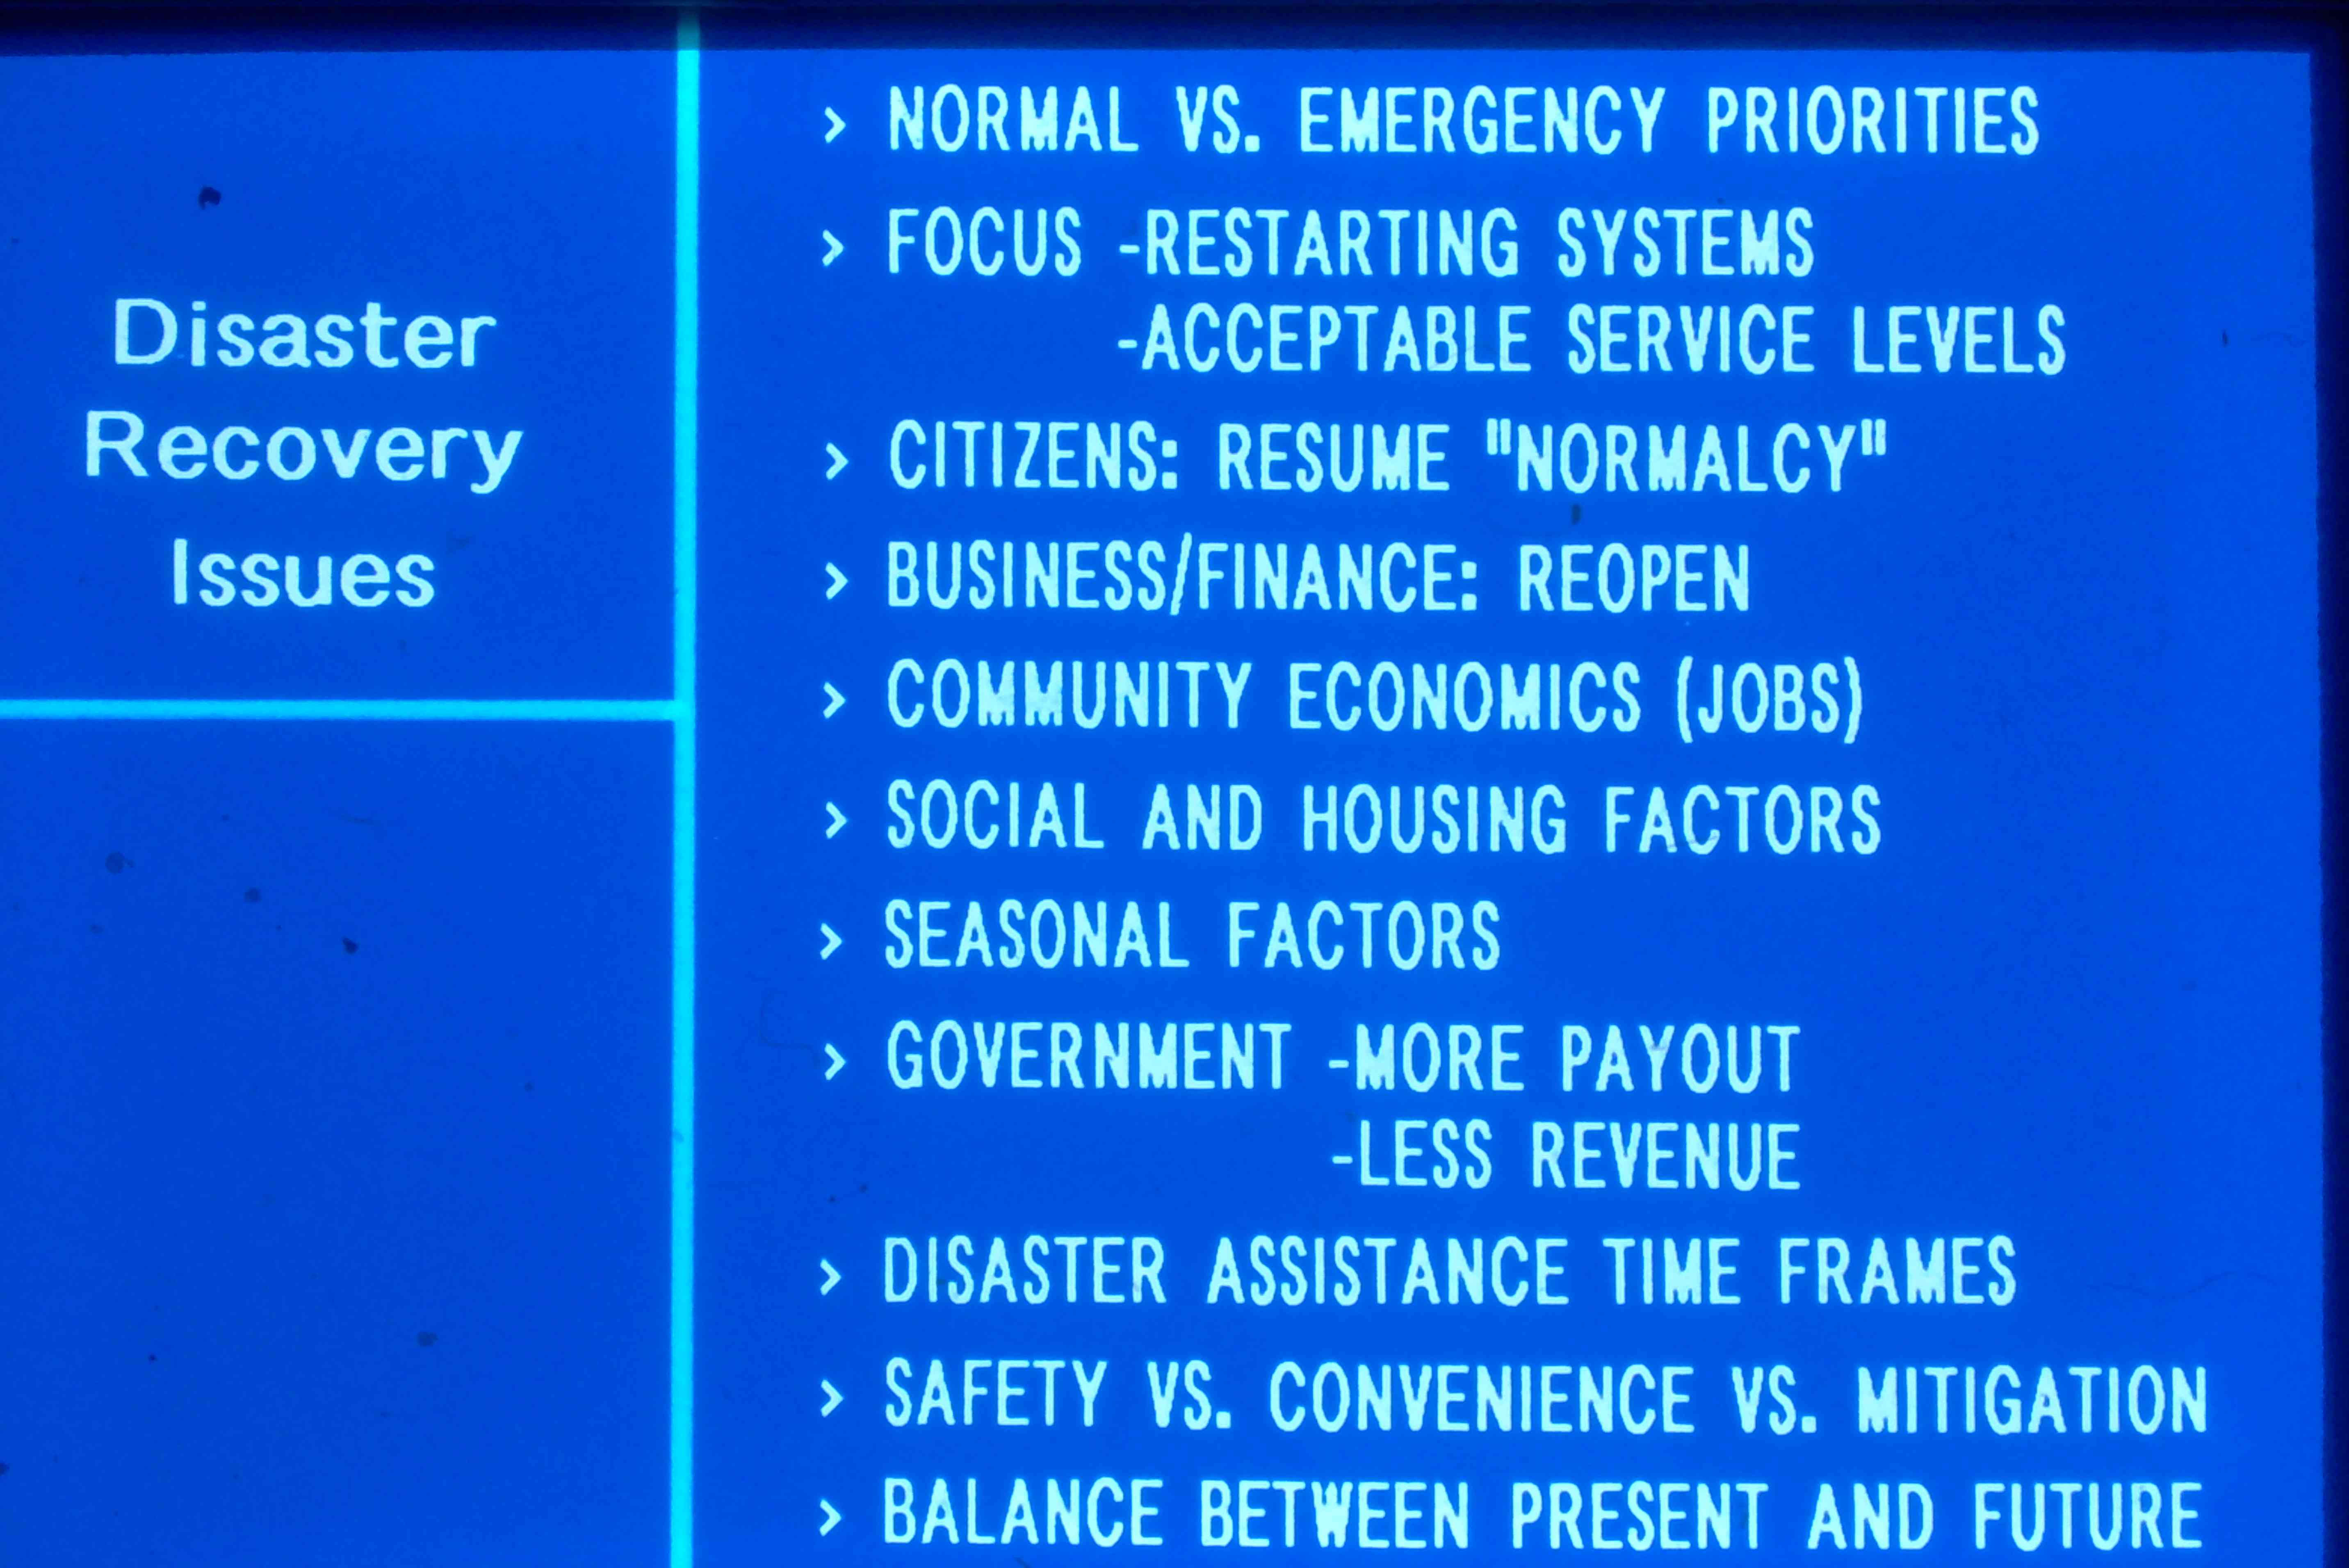 Disaster
Recovery
Issues
> NORMAL VS. EMERGENCY PRIORITIES
> FOCUS -RESTARTING SYSTEMS
-ACCEPTABLE SERVICE LEVELS
> CITIZENS: RESUME "NORMALCY"
> BUSINESS/FINANCE: REOPEN
> COMMUNITY ECONOMICS (JOBS)
> SOCIAL AND HOUSING FACTORS
> SEASONAL FACTORS
> GOVERNMENT -MORE PAYOUT
-LESS REVENUE
> DISASTER ASSISTANCE TIME FRAMES
> SAFETY VS. CONVENIENCE VS. MITIGATION
> BALANCE BETWEEN PRESENT AND FUTURE